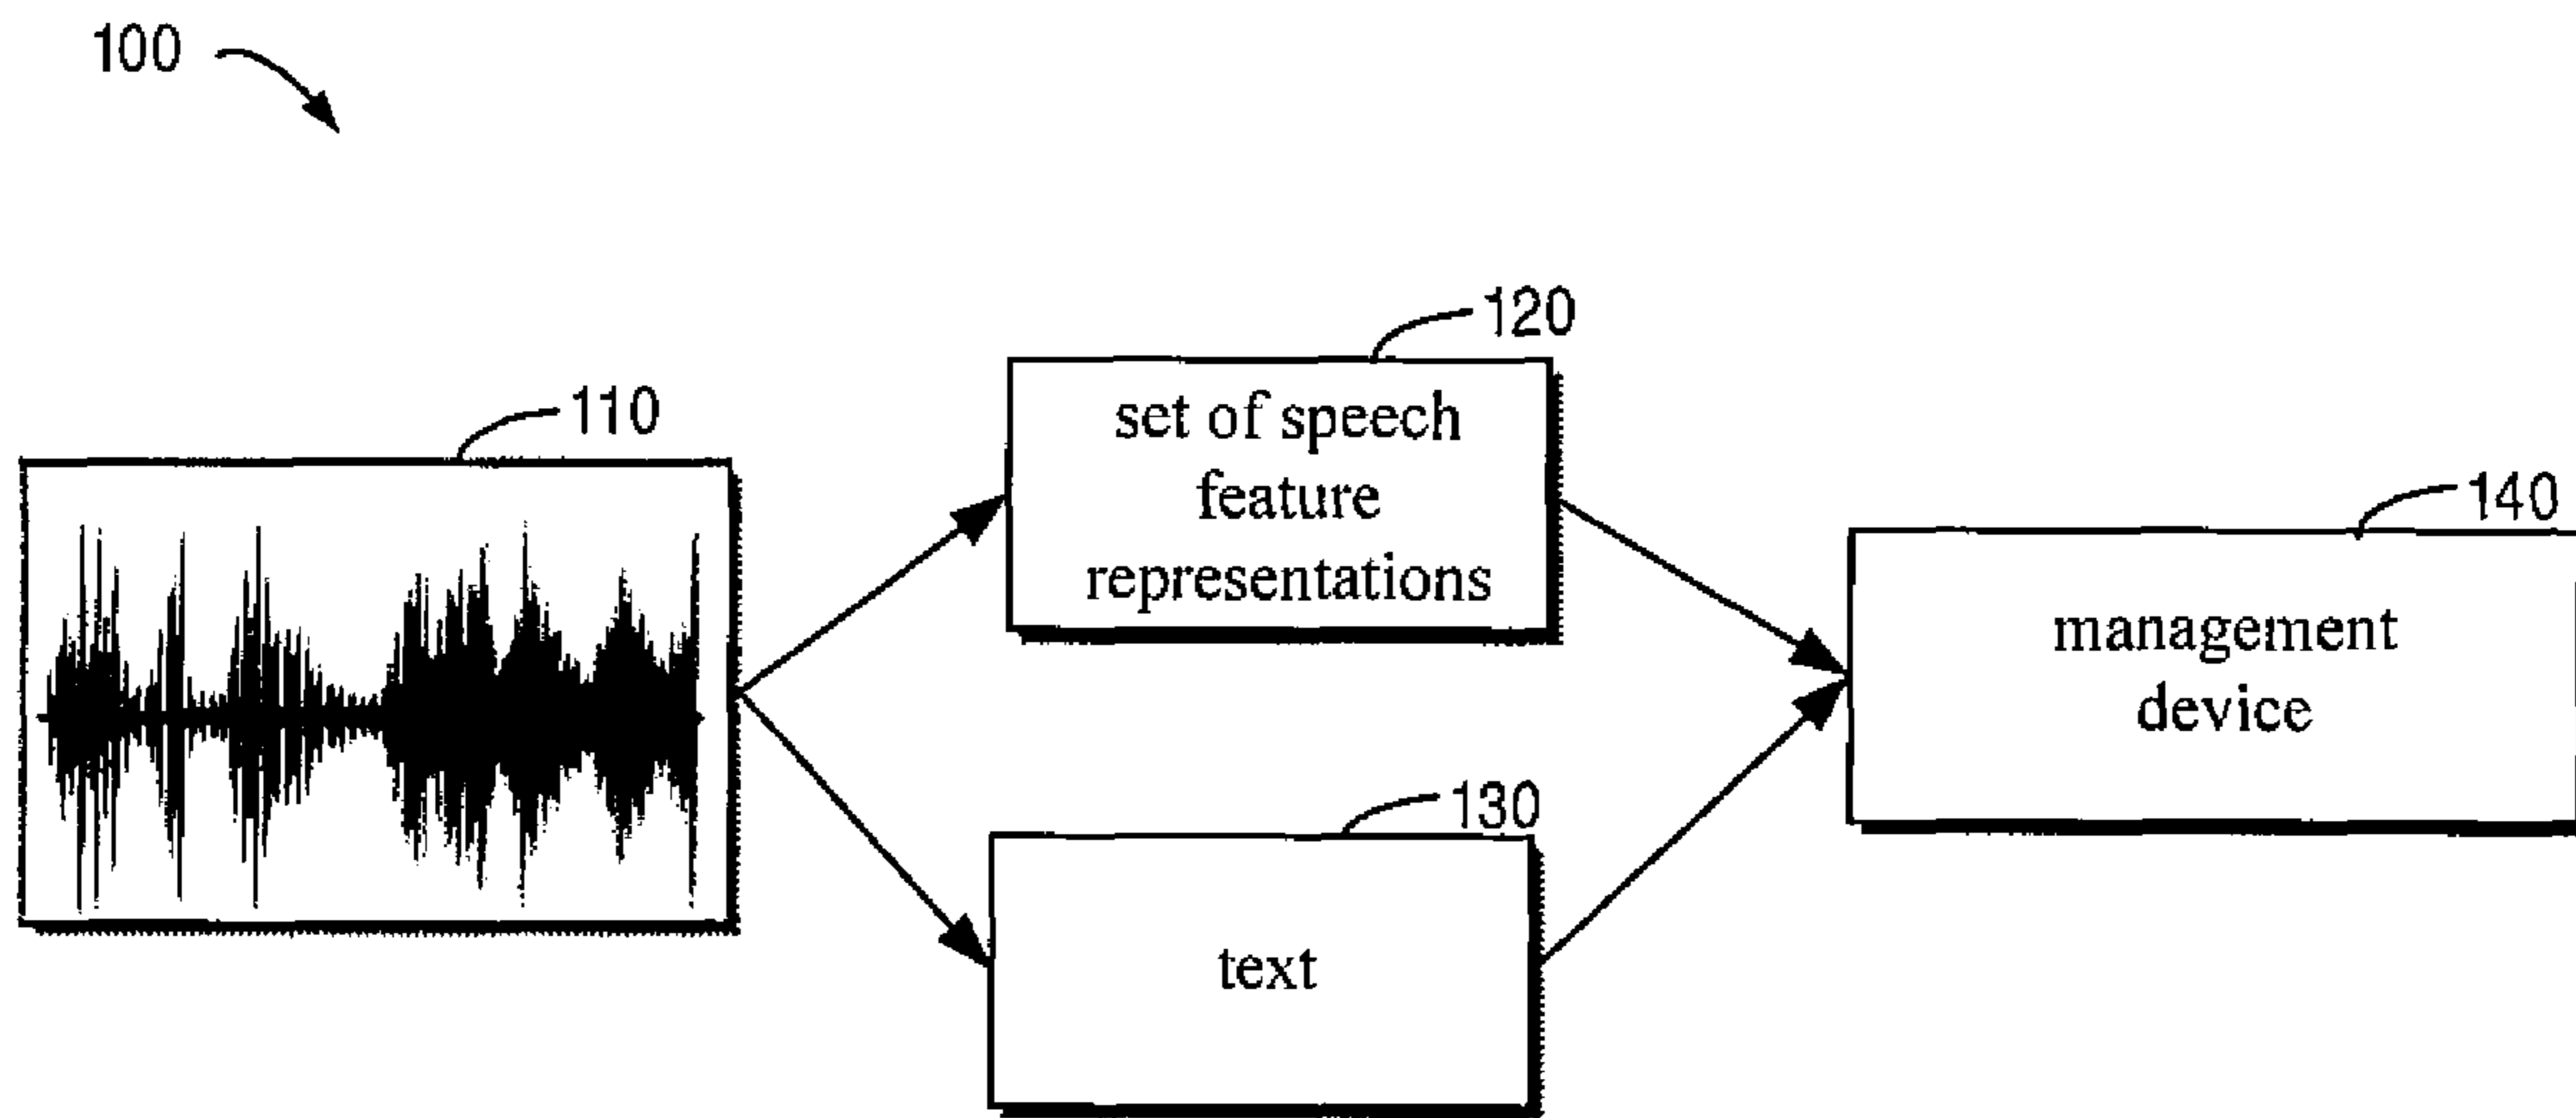 100
110
120
set of speech
feature
representations
130
text
140
management
device